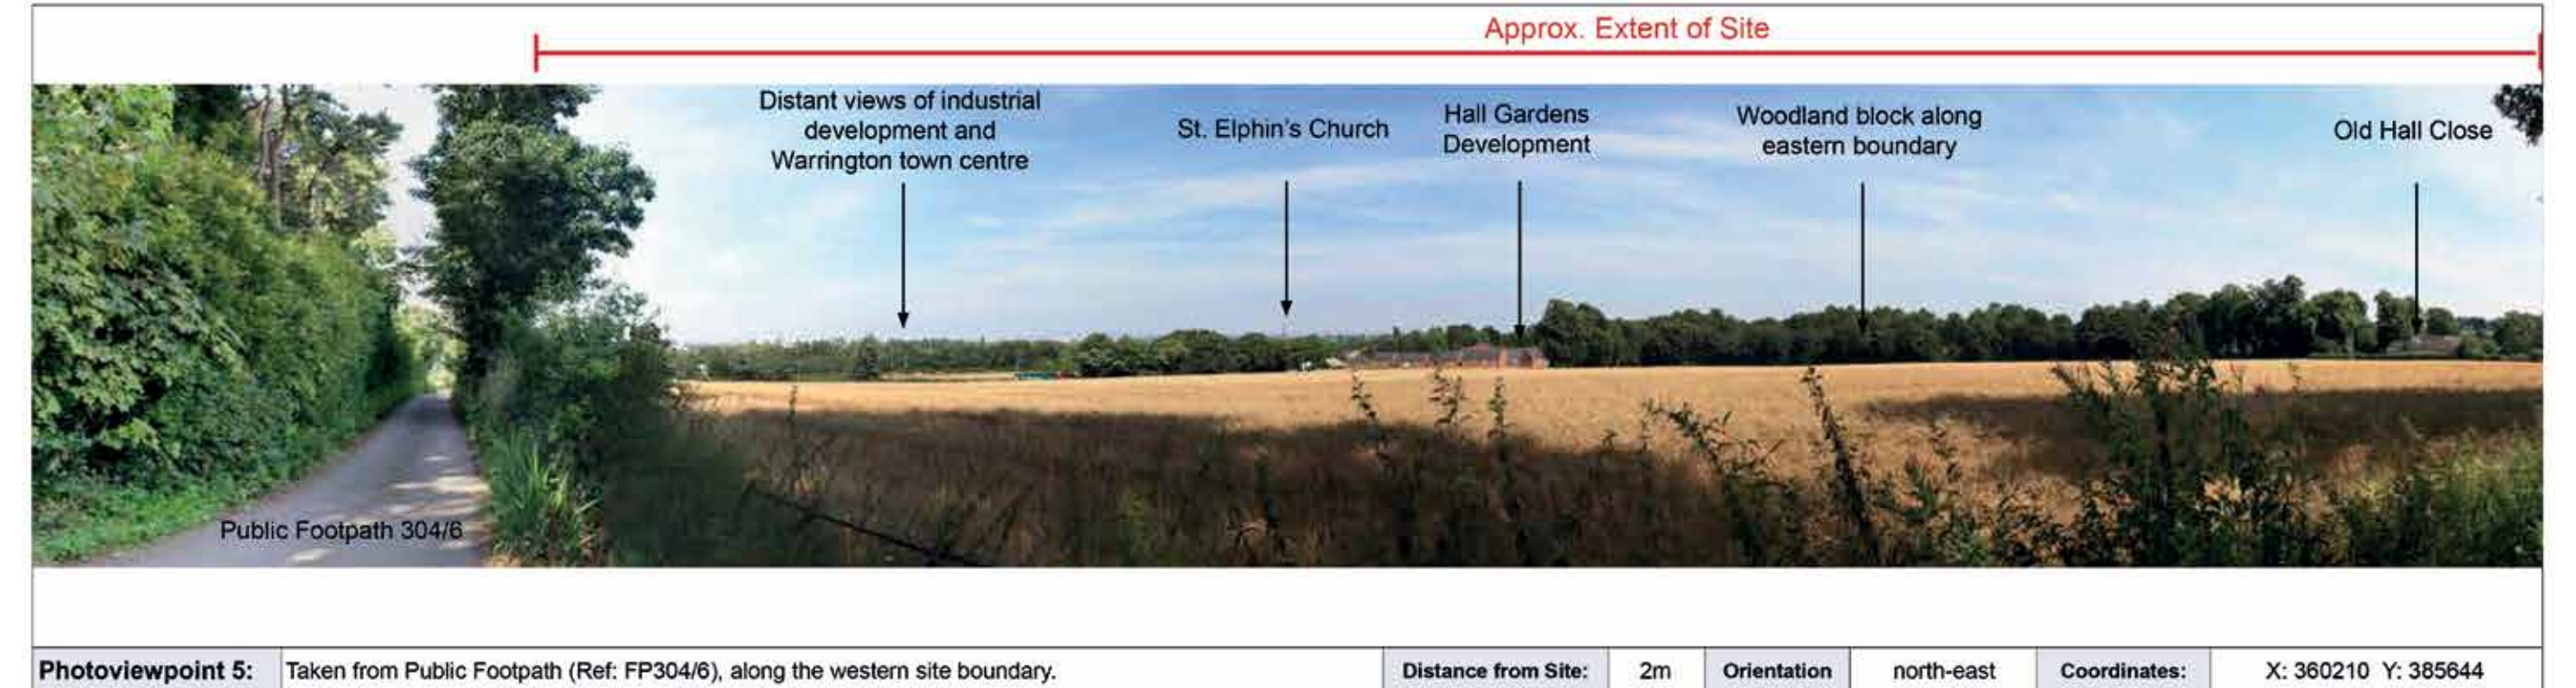 Approx. Extent of Site
Distant views of industrial
development and
Warrington town centre
St. Elphin's Church
Hall Gardens
Development
Woodland block along
eastern boundary
Old Hall Close
Public Footpath 304/6
Photoviewpoint 5: Taken from Public Footpath (Ref: FP304/6), along the western site boundary. Distance from Site: 2m Orientation north-east Coordinates: X: 360210 Y: 385644